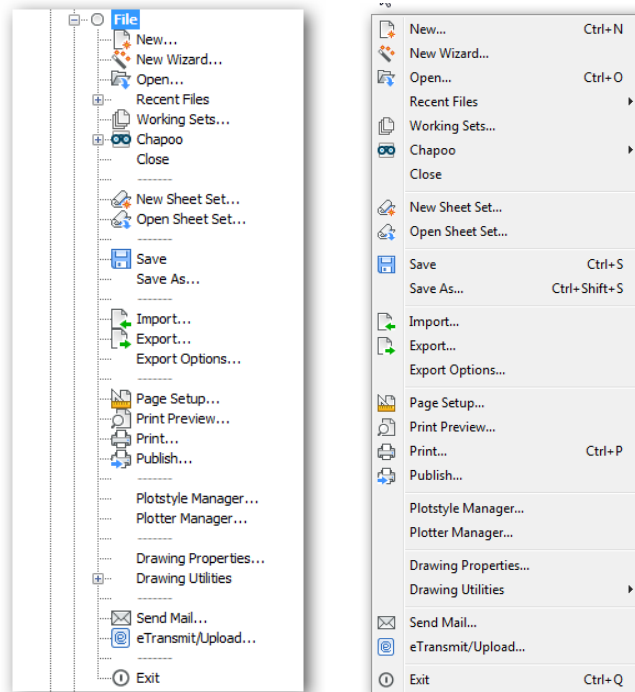 File
New...
New Wizard...
Open...
Recent Files
Working Sets...
Chapoo
Close
-------
New Sheet Set...
Open Sheet Set...
-------
Save
Save As...
-------
Import...
Export...
Export Options...
-------
Page Setup...
Print Preview...
Print...
Publish...
-------
Plotstyle Manager...
Plotter Manager...
-------
Drawing Properties...
Drawing Utilities
-------
Send Mail...
eTransmit/Upload...
-------
Exit
New... Ctrl+N
New Wizard...
Open... Ctrl+O
Recent Files
Working Sets...
Chapoo
Close
New Sheet Set...
Open Sheet Set...
Save Ctrl+S
Save As... Ctrl+Shift+S
Import...
Export...
Export Options...
Page Setup...
Print Preview...
Print... Ctrl+P
Publish...
Plotstyle Manager...
Plotter Manager...
Drawing Properties...
Drawing Utilities
Send Mail...
eTransmit/Upload...
Exit Ctrl+Q